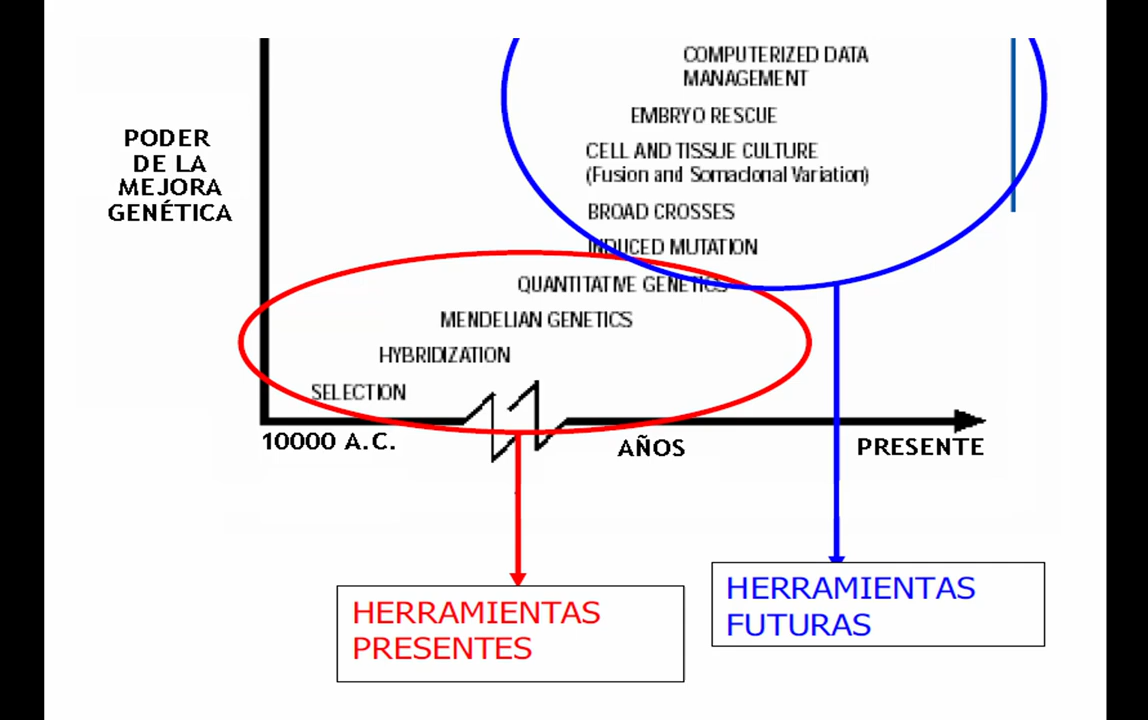 COMPUTERIZED DATA
MANAGEMENT
EMBRYO RESCUE
CELL AND TISSUE CULTURE
(Fusion and Somaclonal Variation)
BROAD CROSSES
INDUCED MUTATION
QUANTITATIVE GENETICS
MENDELIAN GENETICS
HYBRIDIZATION
SELECTION
PODER
DE LA
MEJORA
GENÉTICA
10000 A.C.
AÑOS
PRESENTE
HERRAMIENTAS
PRESENTES
HERRAMIENTAS
FUTURAS